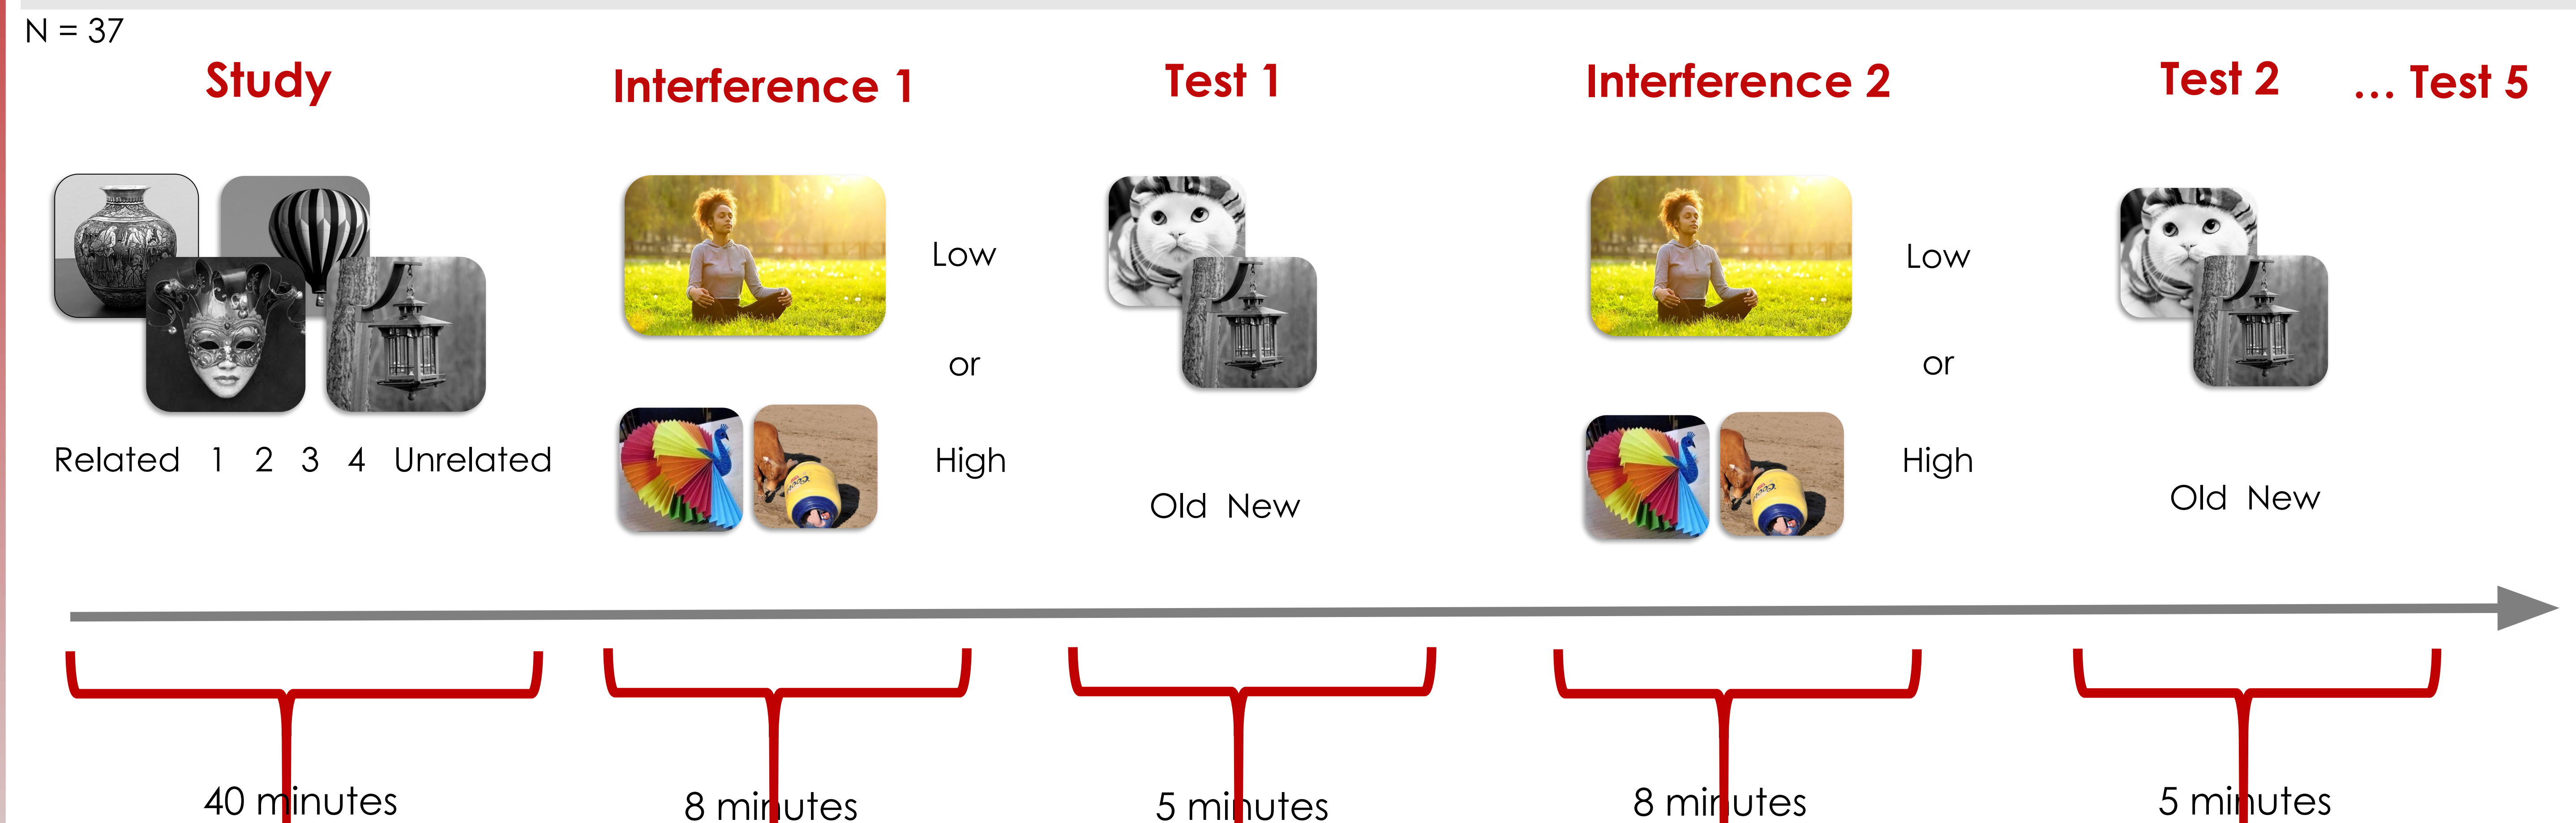 N = 37
Study
Interference 1
Test 1
Interference 2
Test 2
... Test 5
Low
or
High
Low
or
High
Related 1 2 3 4 Unrelated
Old New
Old New
40 minutes
8 minutes
5 minutes
8 minutes
5 minutes